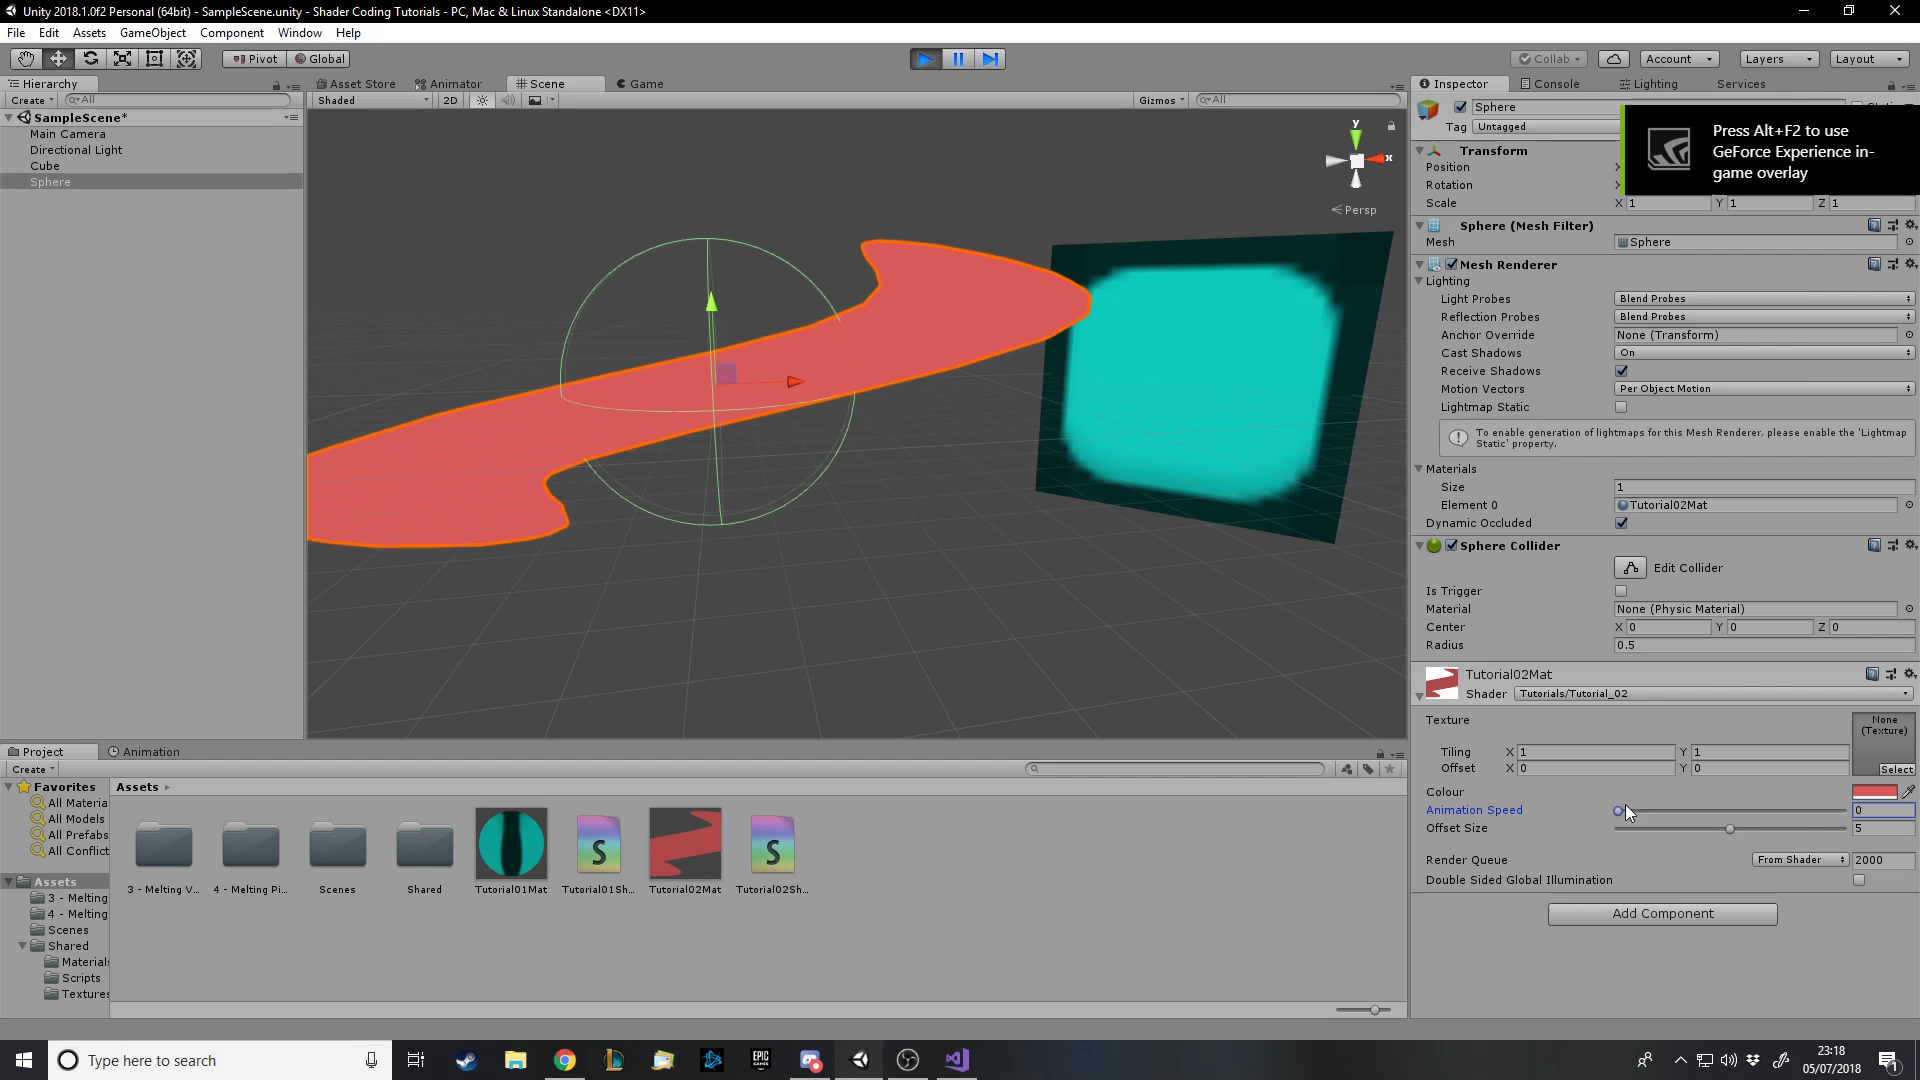 Unity 2018.1.0f2 Personal (64bit) - SampleScene.unity - Shader Coding Tutorials - PC, Mac & Linux Standalone <DX11>
File Edit Assets GameObject Component Window Help
Pivot Global Collab Account Layers Layout
Hierarchy Asset Store Animator Scene Game Inspector Console Lighting Services
Create All Shaded 2D Gizmos All
SampleScene*
Main Camera
Directional Light
Cube
Sphere
y
x
Persp
Sphere
Tag Untagged
Press Alt+F2 to use
GeForce Experience in-
game overlay
Transform
Position
Rotation
Scale X 1 Y 1 Z 1
Sphere (Mesh Filter)
Mesh Sphere
Mesh Renderer
Lighting
Light Probes Blend Probes
Reflection Probes Blend Probes
Anchor Override None (Transform)
Cast Shadows On
Receive Shadows
Motion Vectors Per Object Motion
Lightmap Static
To enable generation of lightmaps for this Mesh Renderer, please enable the 'Lightmap
Static' property.
Materials
Size 1
Element 0 Tutorial02Mat
Dynamic Occluded
Sphere Collider
Edit Collider
Is Trigger
Material None (Physic Material)
Center X 0 Y 0 Z 0
Radius 0.5
Tutorial02Mat
Shader Tutorials/Tutorial_02
Texture None
(Texture)
Tiling X 1 Y 1
Offset X 0 Y 0 Select
Colour
Animation Speed 0
Offset Size 5
Render Queue From Shader 2000
Double Sided Global Illumination
Add Component
Project Animation
Create
Favorites
All Materia
All Models
All Prefabs
All Conflict
Assets
3 - Melting
4 - Melting
Scenes
Shared
Material
Scripts
Textures
Assets
3 - Melting V... 4 - Melting Pi... Scenes Shared Tutorial01Mat Tutorial01Sh... Tutorial02Mat Tutorial02Sh...
Type here to search
EPIC
GAMES
23:18
05/07/2018
1